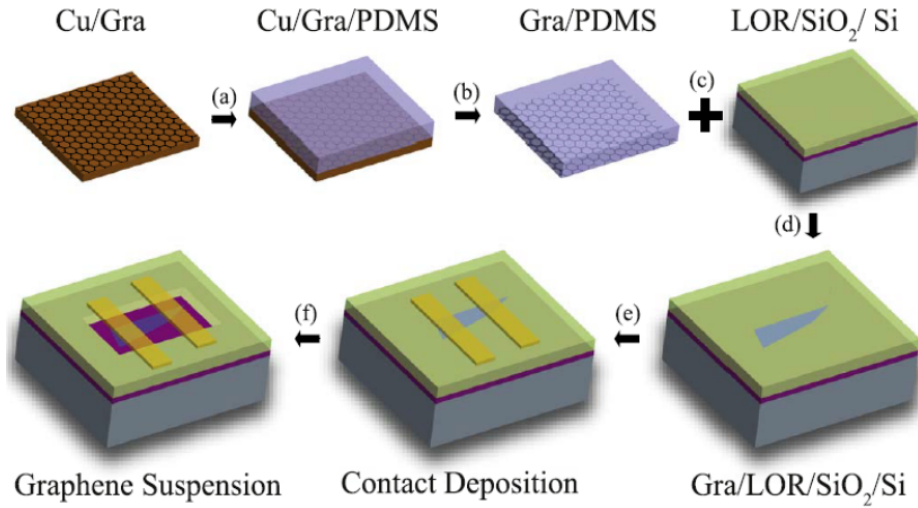 Cu/Gra
Cu/Gra/PDMS
Gra/PDMS
LOR/SiO₂/ Si
(a)
(b)
(c)
(d)
(e)
(f)
Graphene Suspension
Contact Deposition
Gra/LOR/SiO₂/Si